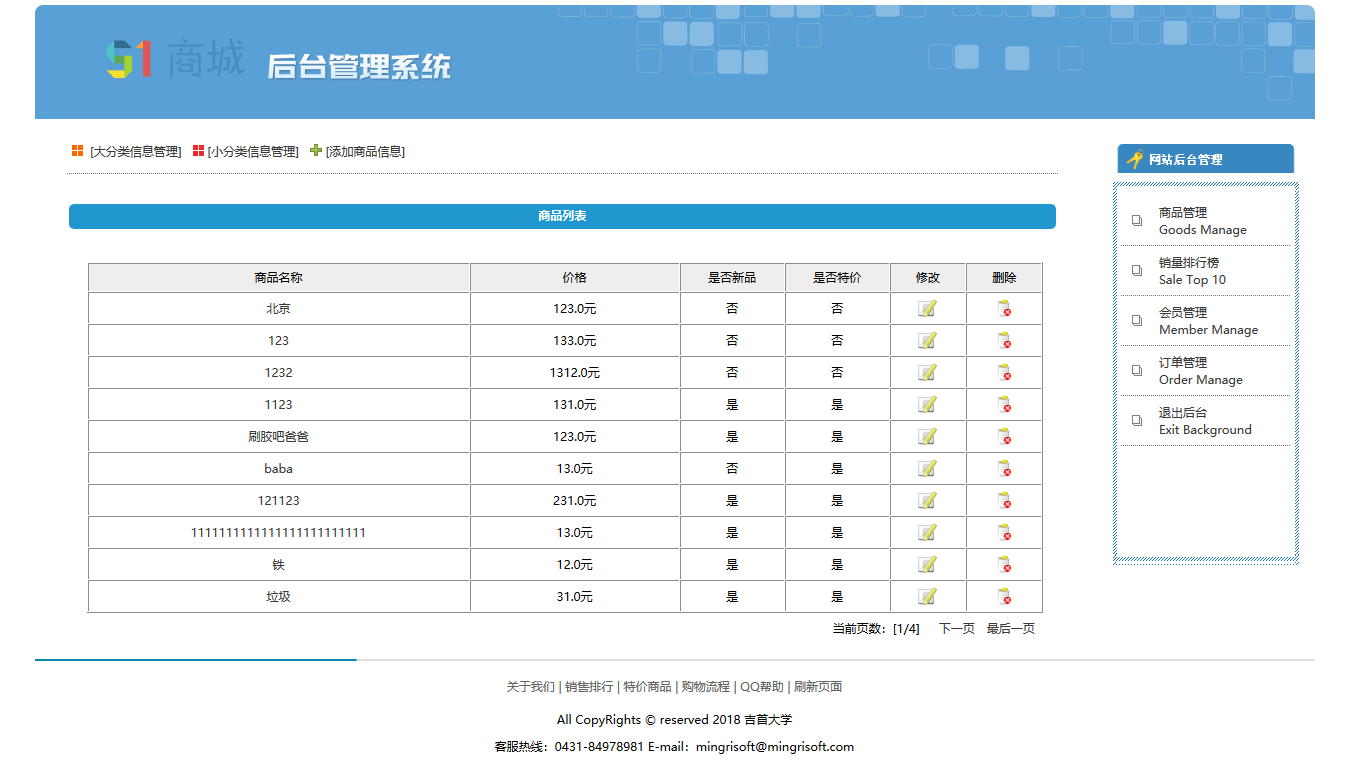 51 商城 后台管理系统
[大分类信息管理] [小分类信息管理] [添加商品信息]
商品列表
商品名称 价格 是否新品 是否特价 修改 删除
北京 123.0元 否 否
123 133.0元 否 否
1232 1312.0元 否 否
1123 131.0元 是 是
刷胶吧爸爸 123.0元 是 是
baba 13.0元 否 是
121123 231.0元 是 是
1111111111111111111111111 13.0元 是 是
铁 12.0元 是 是
垃圾 31.0元 是 是
当前页数：[1/4] 下一页 最后一页
网站后台管理
商品管理
Goods Manage
销量排行榜
Sale Top 10
会员管理
Member Manage
订单管理
Order Manage
退出后台
Exit Background
关于我们 | 销售排行 | 特价商品 | 购物流程 | QQ帮助 | 刷新页面
All CopyRights © reserved 2018 吉首大学
客服热线：0431-84978981 E-mail：mingrisoft@mingrisoft.com